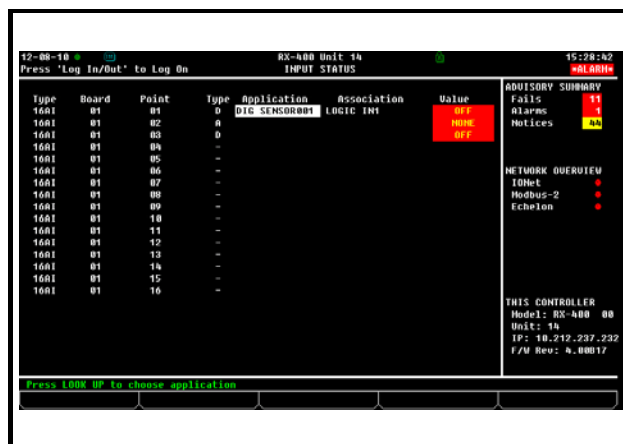 12-08-10 RX-400 Unit 14 15:28:42
Press 'Log In/Out' to Log On INPUT STATUS *ALARM*
ADVISORY SUMMARY
Fails 11
Alarms 1
Notices 44
NETWORK OVERVIEW
IONet
Modbus-2
Echelon
THIS CONTROLLER
Model: RX-400 00
Unit: 14
IP: 10.212.237.232
F/W Rev: 4.00B17
Type Board Point Type Application Association Value
16AI 01 01 D DIG SENSOR001 LOGIC IN1 OFF
16AI 01 02 A NONE
16AI 01 03 D OFF
16AI 01 04 -
16AI 01 05 -
16AI 01 06 -
16AI 01 07 -
16AI 01 08 -
16AI 01 09 -
16AI 01 10 -
16AI 01 11 -
16AI 01 12 -
16AI 01 13 -
16AI 01 14 -
16AI 01 15 -
16AI 01 16 -
Press LOOK UP to choose application